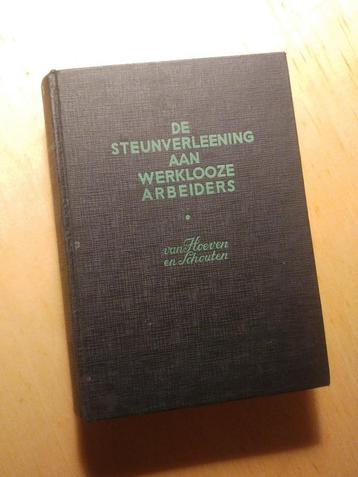 DE
STEUNVERLEENING
AAN
WERKLOOZE
ARBEIDERS
van Hoeven
en Schouten